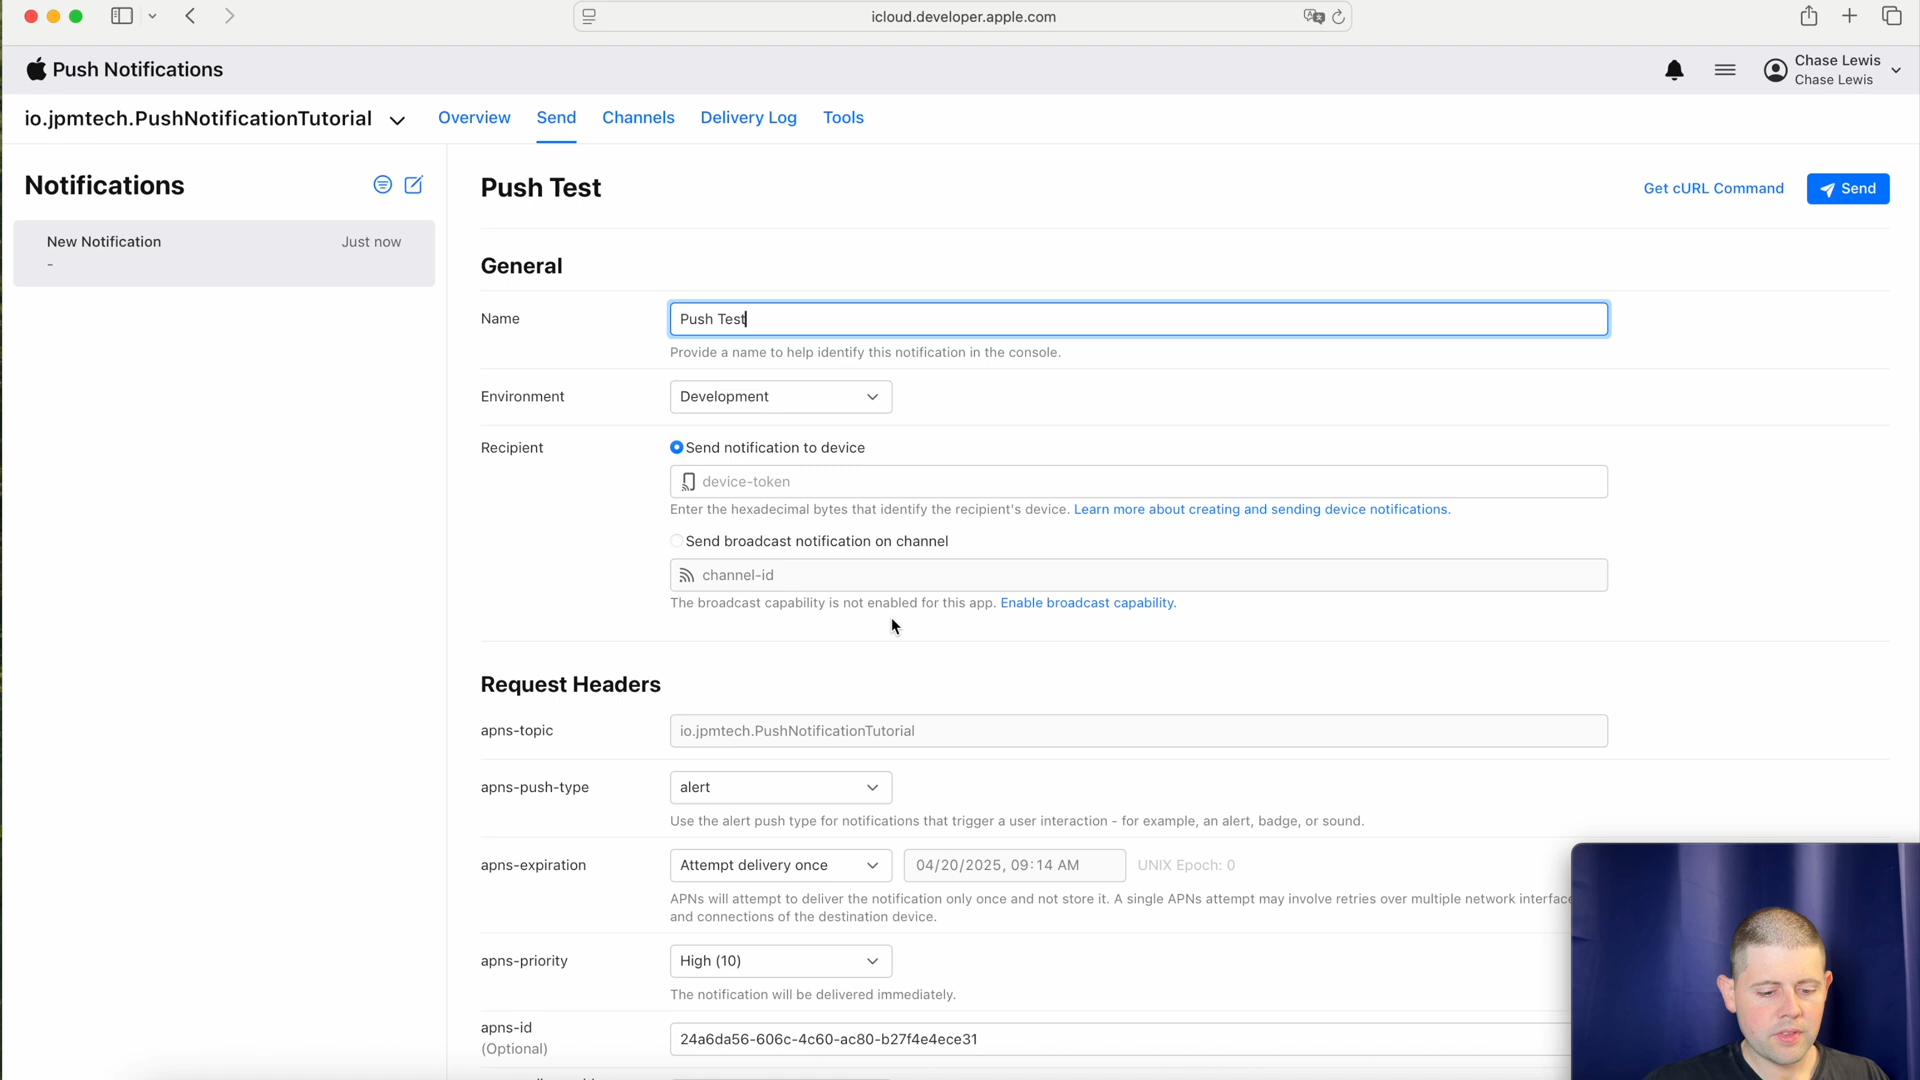 icloud.developer.apple.com
Push Notifications
Chase Lewis
Chase Lewis
io.jpmtech.PushNotificationTutorial
Overview
Send
Channels
Delivery Log
Tools
Notifications
New Notification
Just now
-
Push Test
Get cURL Command
Send
General
Name
Push Test
Provide a name to help identify this notification in the console.
Environment
Development
Recipient
Send notification to device
device-token
Enter the hexadecimal bytes that identify the recipient's device. Learn more about creating and sending device notifications.
Send broadcast notification on channel
channel-id
The broadcast capability is not enabled for this app. Enable broadcast capability.
Request Headers
apns-topic
io.jpmtech.PushNotificationTutorial
apns-push-type
alert
Use the alert push type for notifications that trigger a user interaction - for example, an alert, badge, or sound.
apns-expiration
Attempt delivery once
04/20/2025, 09:14 AM
UNIX Epoch: 0
APNs will attempt to deliver the notification only once and not store it. A single APNs attempt may involve retries over multiple network interface
and connections of the destination device.
apns-priority
High (10)
The notification will be delivered immediately.
apns-id
(Optional)
24a6da56-606c-4c60-ac80-b27f4e4ece31